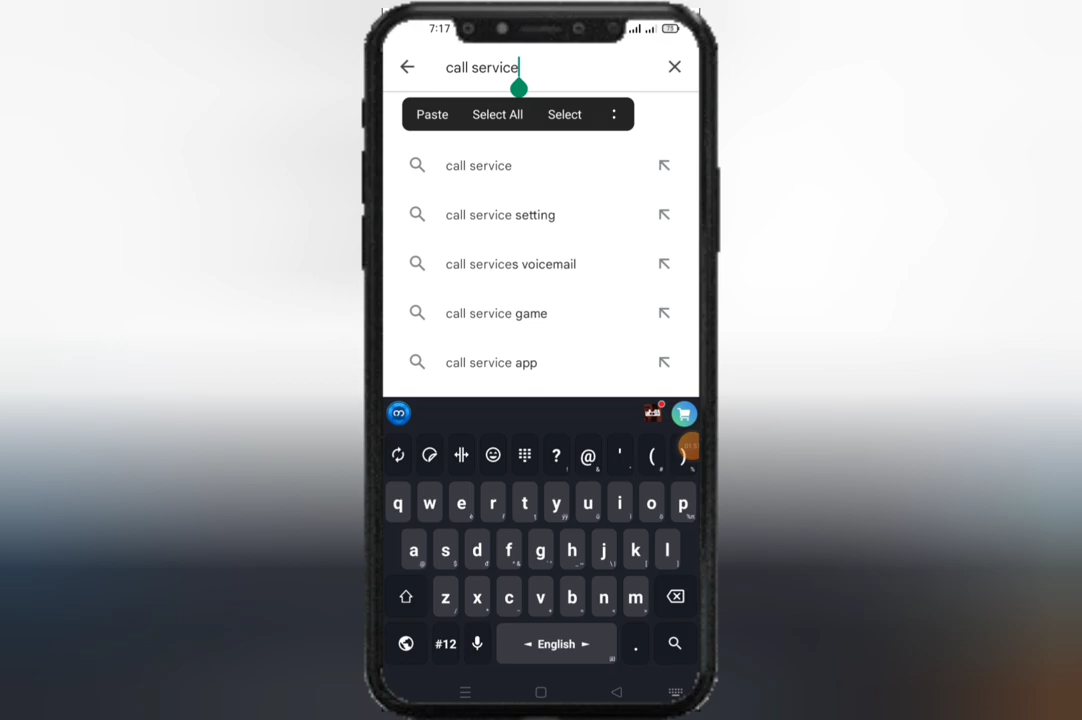 7:17
call service
Paste Select All Select
call service
call service setting
call services voicemail
call service game
call service app
? @ ' ( )
q w e r t y u i o p
a s d f g h j k l
z x c v b n m
#12 English .